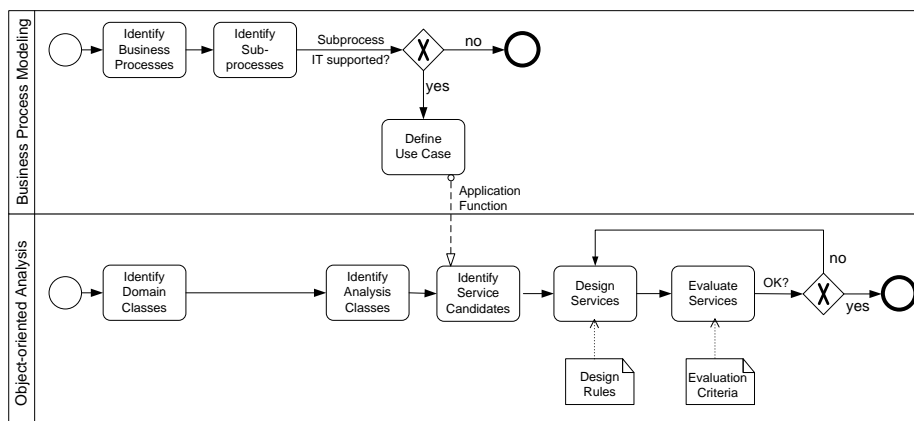 Business Process Modeling
Identify
Business
Processes
Identify
Sub-
processes
Subprocess
IT supported?
X
no
yes
Define
Use Case
Application
Function
Object-oriented Analysis
Identify
Domain
Classes
Identify
Analysis
Classes
Identify
Service
Candidates
Design
Services
Evaluate
Services
OK?
X
no
yes
Design
Rules
Evaluation
Criteria